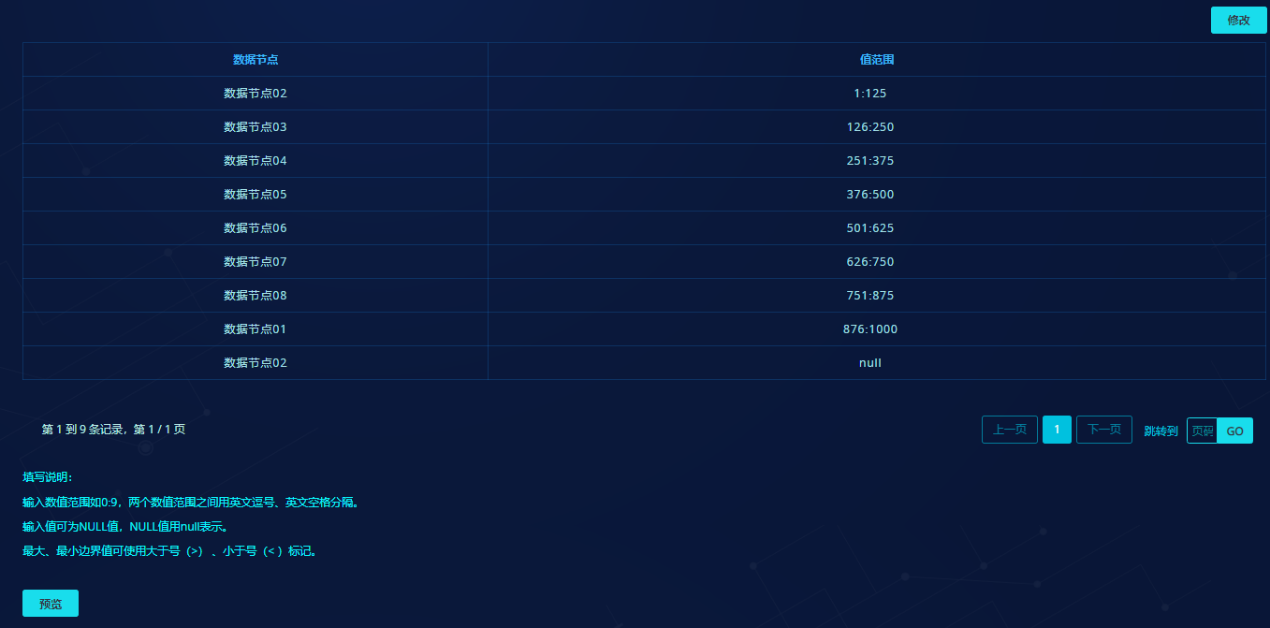 修改
数据节点 值范围
数据节点02 1:125
数据节点03 126:250
数据节点04 251:375
数据节点05 376:500
数据节点06 501:625
数据节点07 626:750
数据节点08 751:875
数据节点01 876:1000
数据节点02 null
第 1 到 9 条记录，第 1 / 1 页 上一页 1 下一页 跳转到 页码 GO
填写说明：
输入数值范围如0:9，两个数值范围之间用英文逗号、英文空格分隔。
输入值可为NULL值，NULL值用null表示。
最大、最小边界值可使用大于号（>）、小于号（< ）标记。
预览